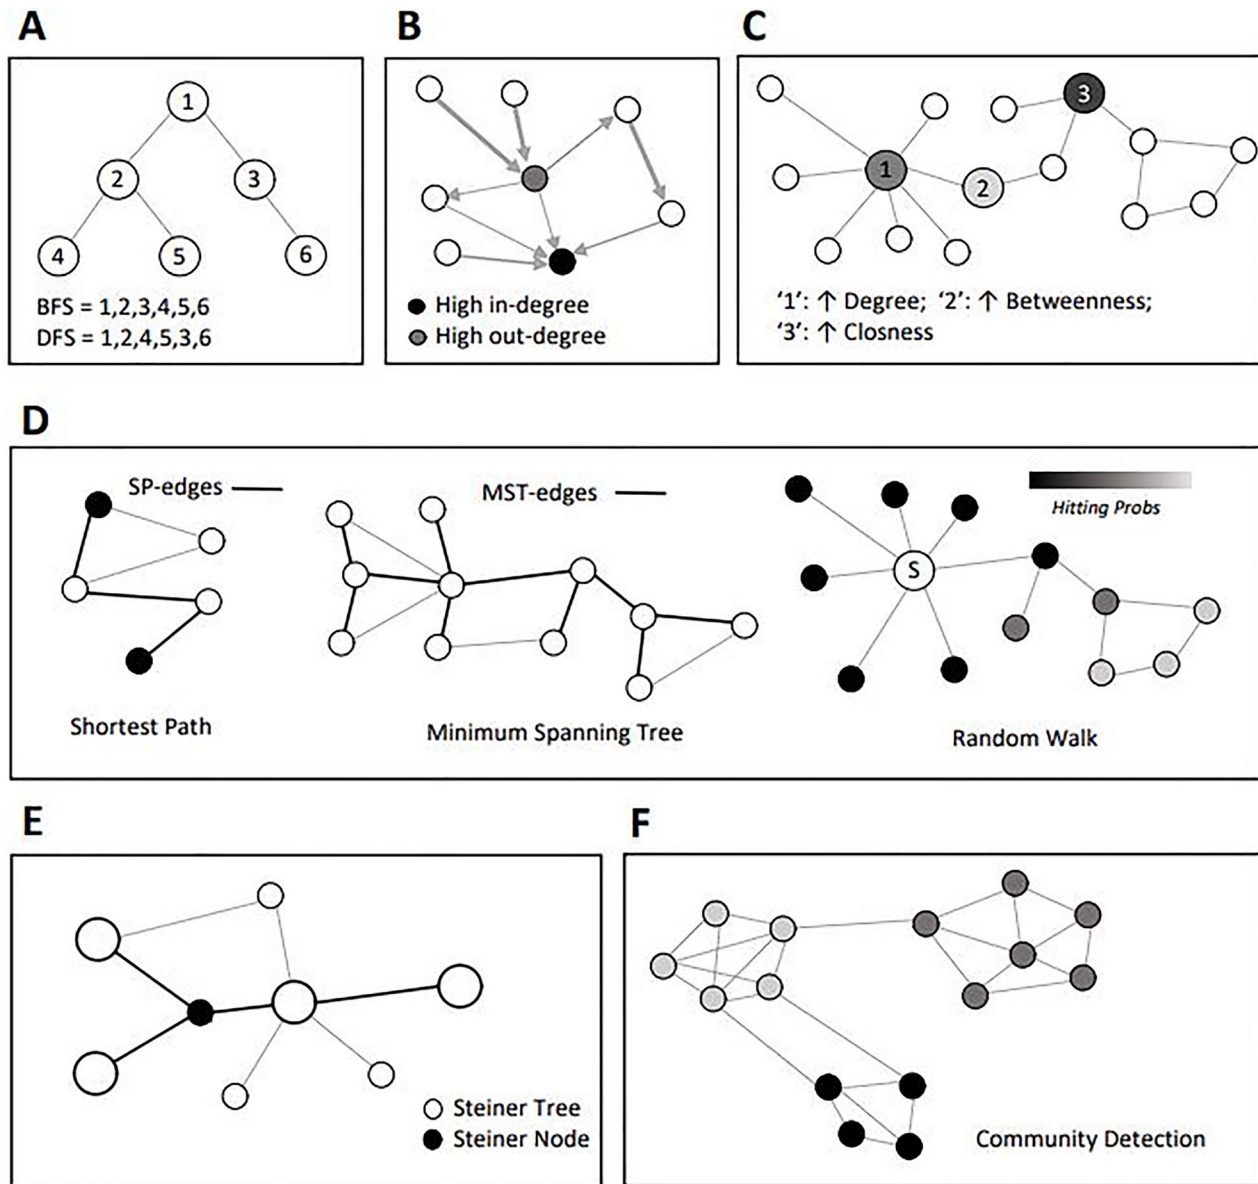 A
B
C
1
2
3
4
5
6
BFS = 1,2,3,4,5,6
DFS = 1,2,4,5,3,6
High in-degree
High out-degree
3
1
2
‘1’: ↑ Degree; ‘2’: ↑ Betweenness;
‘3’: ↑ Closness
D
SP-edges
MST-edges
Hitting Probs
S
Shortest Path
Minimum Spanning Tree
Random Walk
E
F
Steiner Tree
Steiner Node
Community Detection